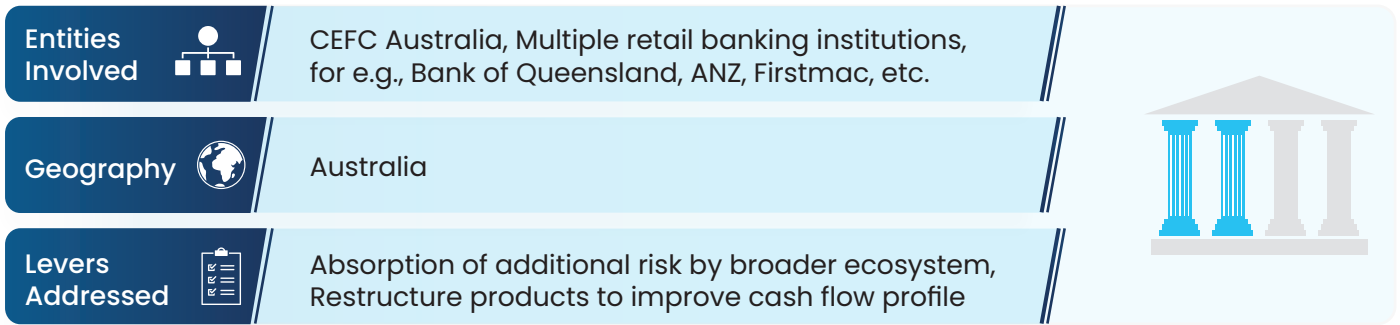 Entities
Involved
CEFC Australia, Multiple retail banking institutions,
for e.g., Bank of Queensland, ANZ, Firstmac, etc.
Geography
Australia
Levers
Addressed
Absorption of additional risk by broader ecosystem,
Restructure products to improve cash flow profile